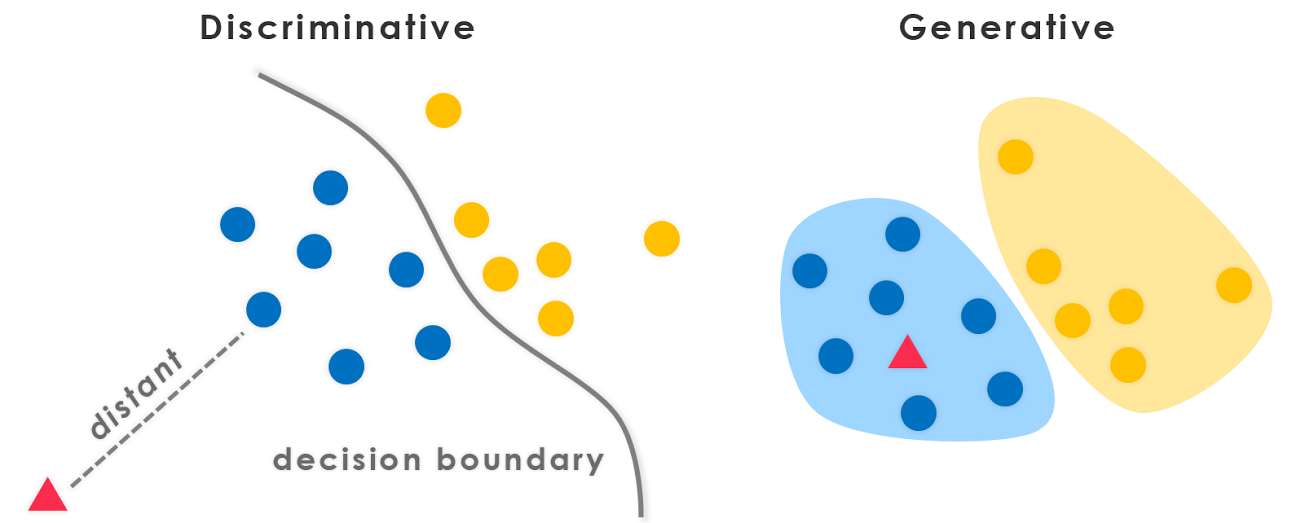 Discriminative
Generative
distant
decision boundary